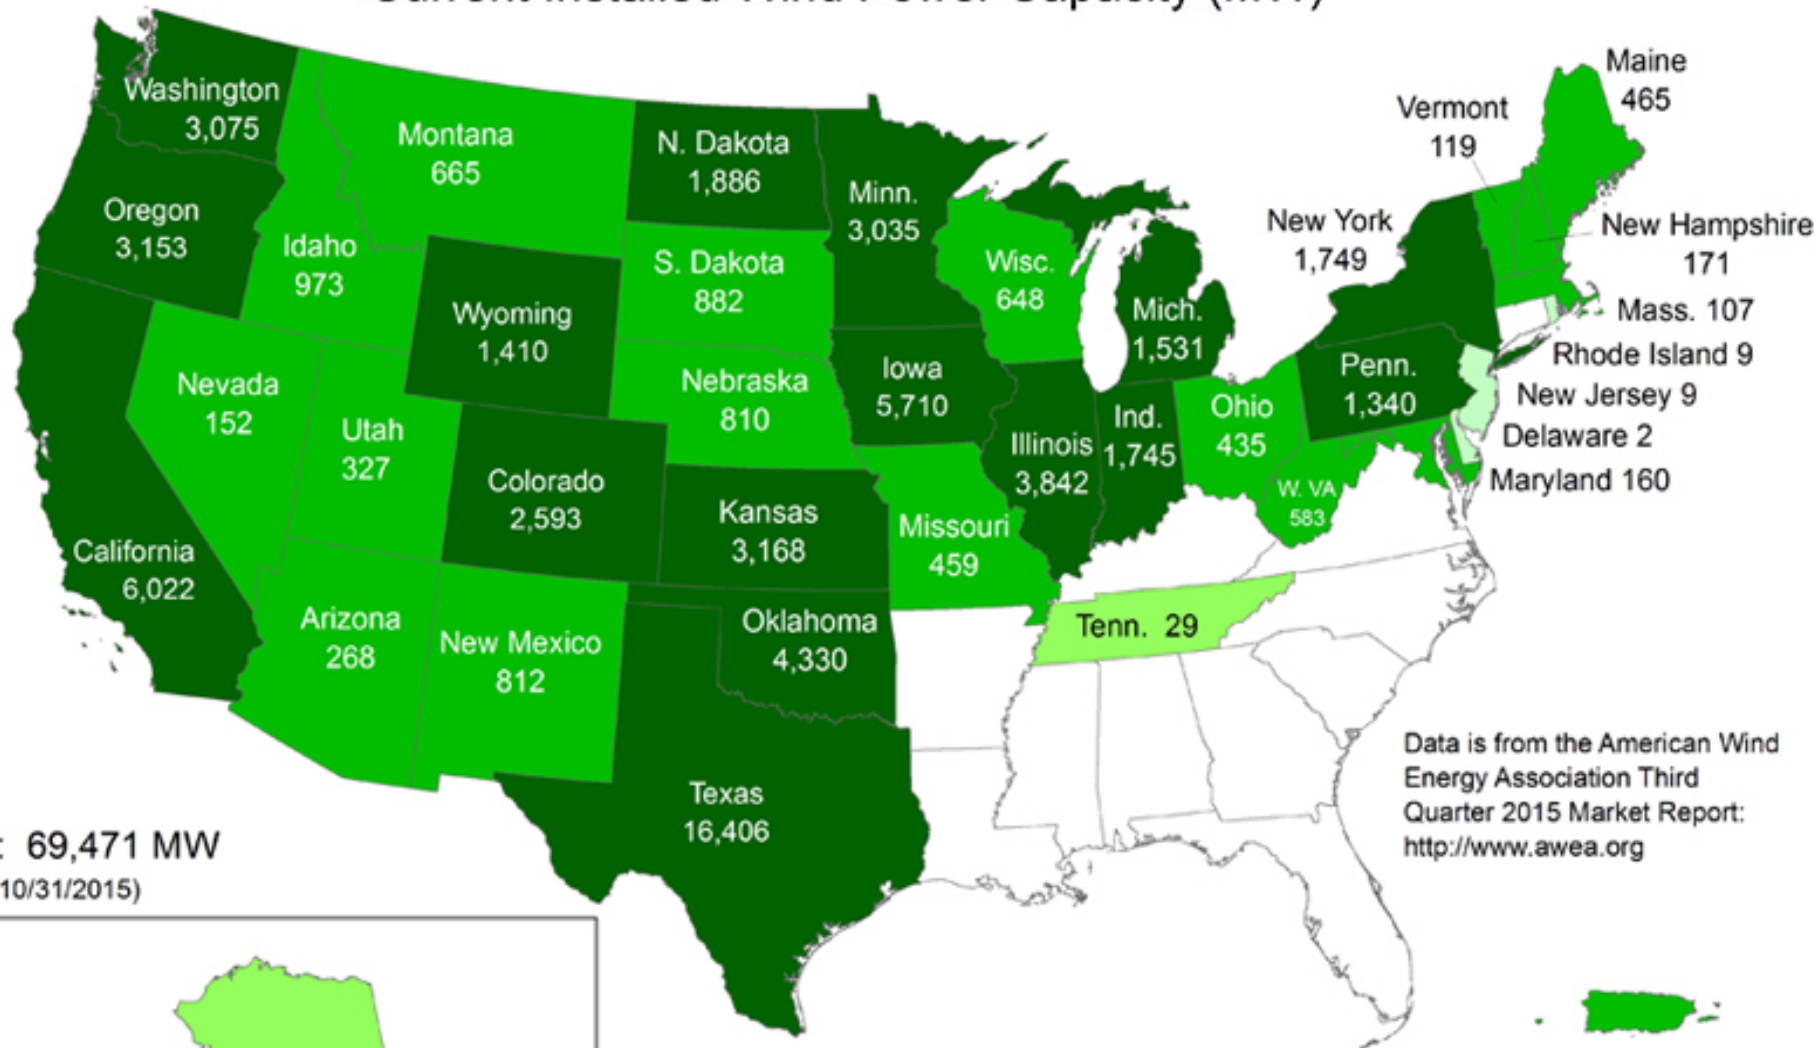 Current Installed Wind Power Capacity (MW)
Washington
3,075
Oregon
3,153
California
6,022
Nevada
152
Idaho
973
Montana
665
Wyoming
1,410
Utah
327
Colorado
2,593
Arizona
268
New Mexico
812
N. Dakota
1,886
S. Dakota
882
Nebraska
810
Kansas
3,168
Oklahoma
4,330
Texas
16,406
Minn.
3,035
Iowa
5,710
Missouri
459
Wisc.
648
Illinois
3,842
Mich.
1,531
Ind.
1,745
Ohio
435
W. VA
583
Tenn. 29
Penn.
1,340
New York
1,749
Vermont
119
Maine
465
New Hampshire
171
Mass. 107
Rhode Island 9
New Jersey 9
Delaware 2
Maryland 160
Data is from the American Wind
Energy Association Third
Quarter 2015 Market Report:
http://www.awea.org
: 69,471 MW
10/31/2015)